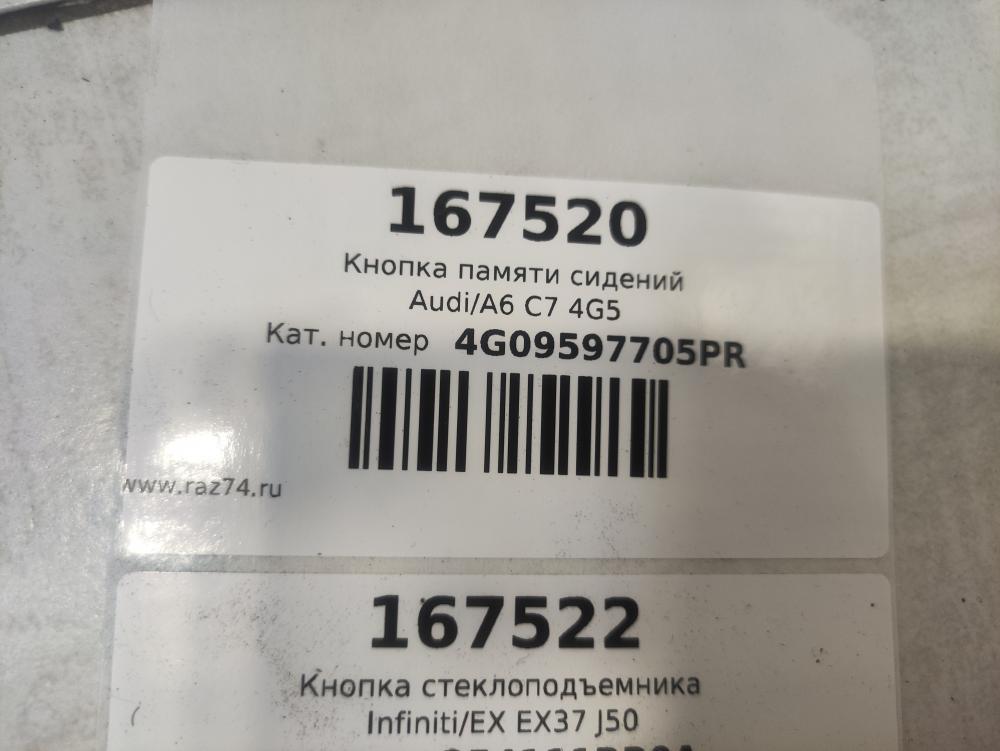 167520
Кнопка памяти сидений
Audi/A6 C7 4G5
Кат. номер 4G09597705PR
www.raz74.ru
167522
Кнопка стеклоподъемника
Infiniti/EX EX37 J50